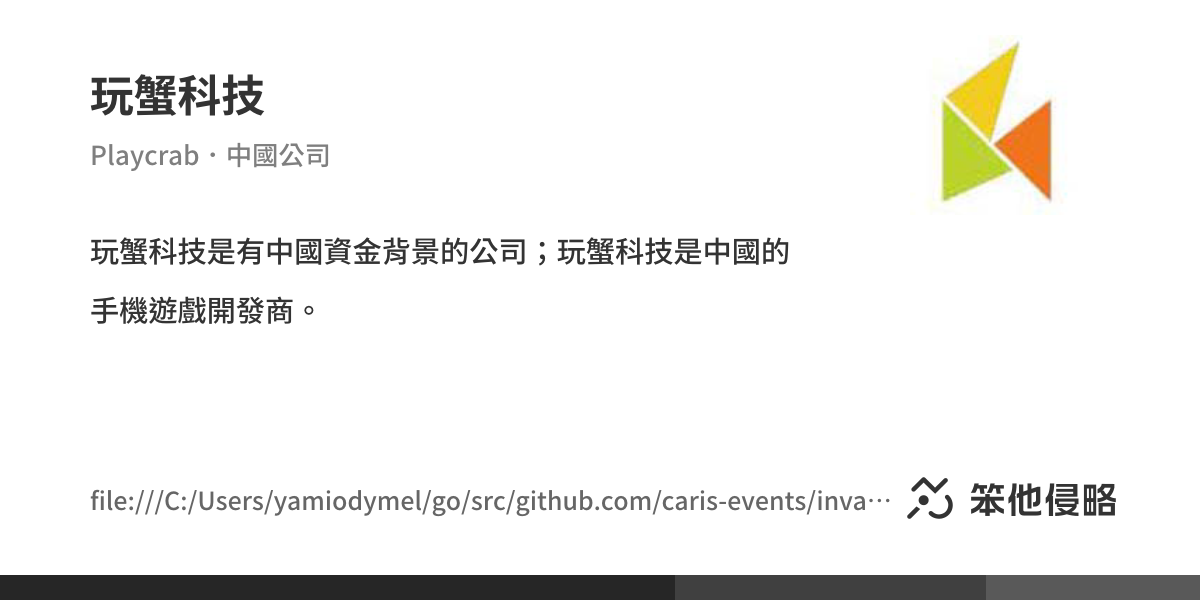 玩蟹科技
Playcrab・中國公司
玩蟹科技是有中國資金背景的公司；玩蟹科技是中國的
手機遊戲開發商。
file:///C:/Users/yamiodymel/go/src/github.com/caris-events/inva…
笨他侵略